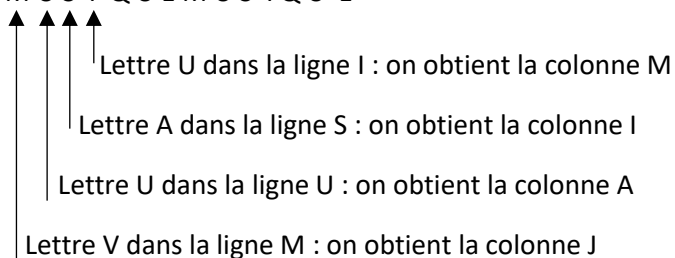 Lettre U dans la ligne I : on obtient la colonne M
Lettre A dans la ligne S : on obtient la colonne I
Lettre U dans la ligne U : on obtient la colonne A
Lettre V dans la ligne M : on obtient la colonne J